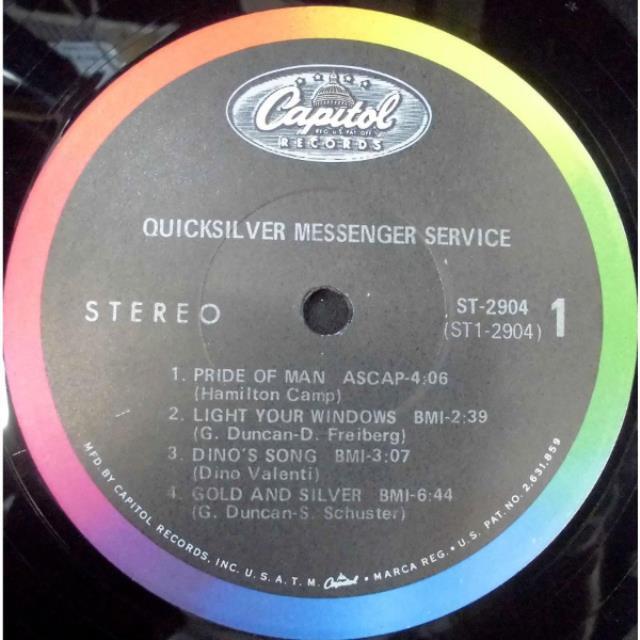 Capitol
REG. U.S. PAT. OFF.
RECORDS
QUICKSILVER MESSENGER SERVICE
STEREO
ST-2904
(ST1-2904)
1
1. PRIDE OF MAN ASCAP-4:06
(Hamilton Camp)
2. LIGHT YOUR WINDOWS BMI-2:39
(G. Duncan-D. Freiberg)
3. DINO'S SONG BMI-3:07
(Dino Valenti)
4. GOLD AND SILVER BMI-6:44
(G. Duncan-S. Schuster)
MFD BY CAPITOL RECORDS, INC. U.S.A. T.M. Capitol • MARCA REG. • U.S. PAT. NO. 2,631,859